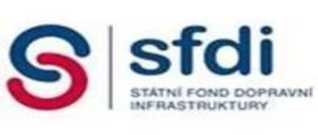 sfdi
STÁTNÍ FOND DOPRAVNÍ
INFRASTRUKTURY